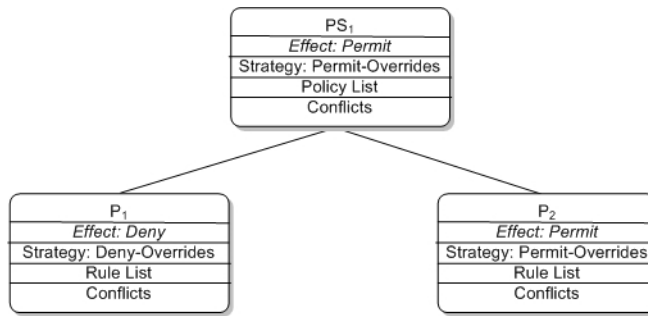 PS₁
Effect: Permit
Strategy: Permit-Overrides
Policy List
Conflicts
P₁
Effect: Deny
Strategy: Deny-Overrides
Rule List
Conflicts
P₂
Effect: Permit
Strategy: Permit-Overrides
Rule List
Conflicts